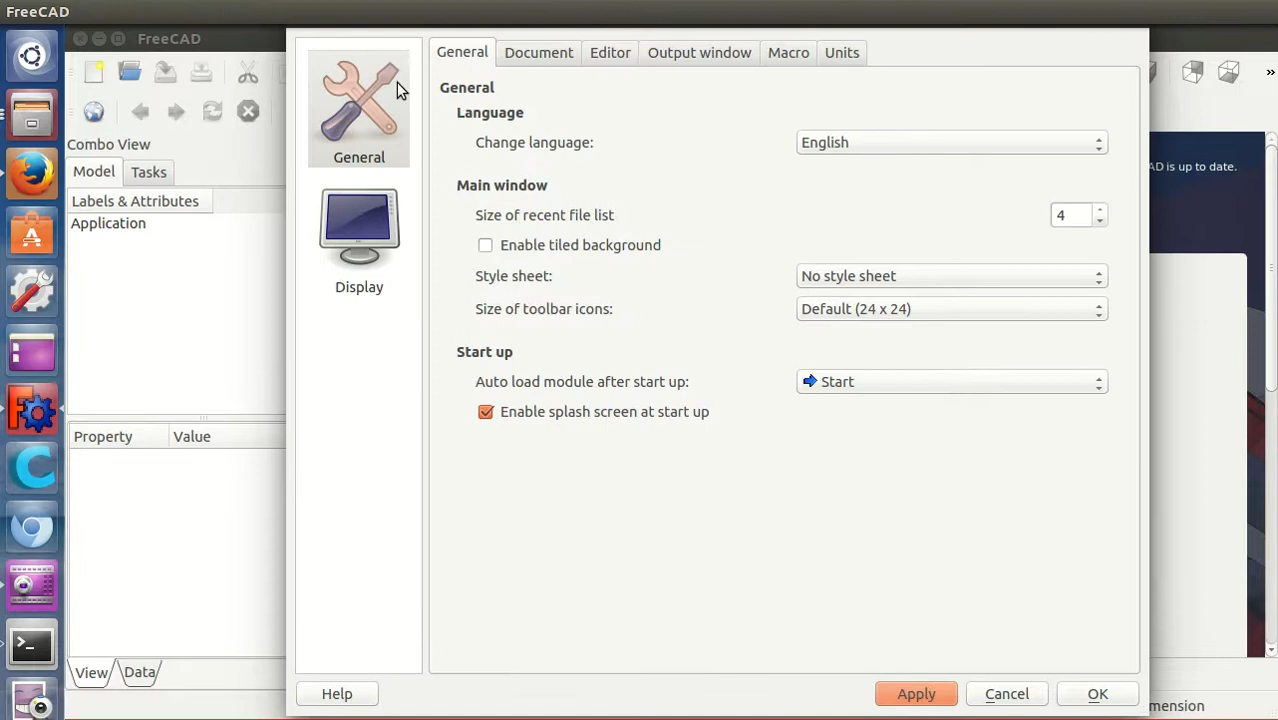 FreeCAD
FreeCAD
General Document Editor Output window Macro Units
General
Language
Change language: English
Main window
Size of recent file list 4
Enable tiled background
Style sheet: No style sheet
Size of toolbar icons: Default (24 x 24)
Start up
Auto load module after start up: Start
Enable splash screen at start up
General
Display
Combo View
Model Tasks
Labels & Attributes
Application
Property Value
View Data
Help Apply Cancel OK
AD is up to date.
mension
»